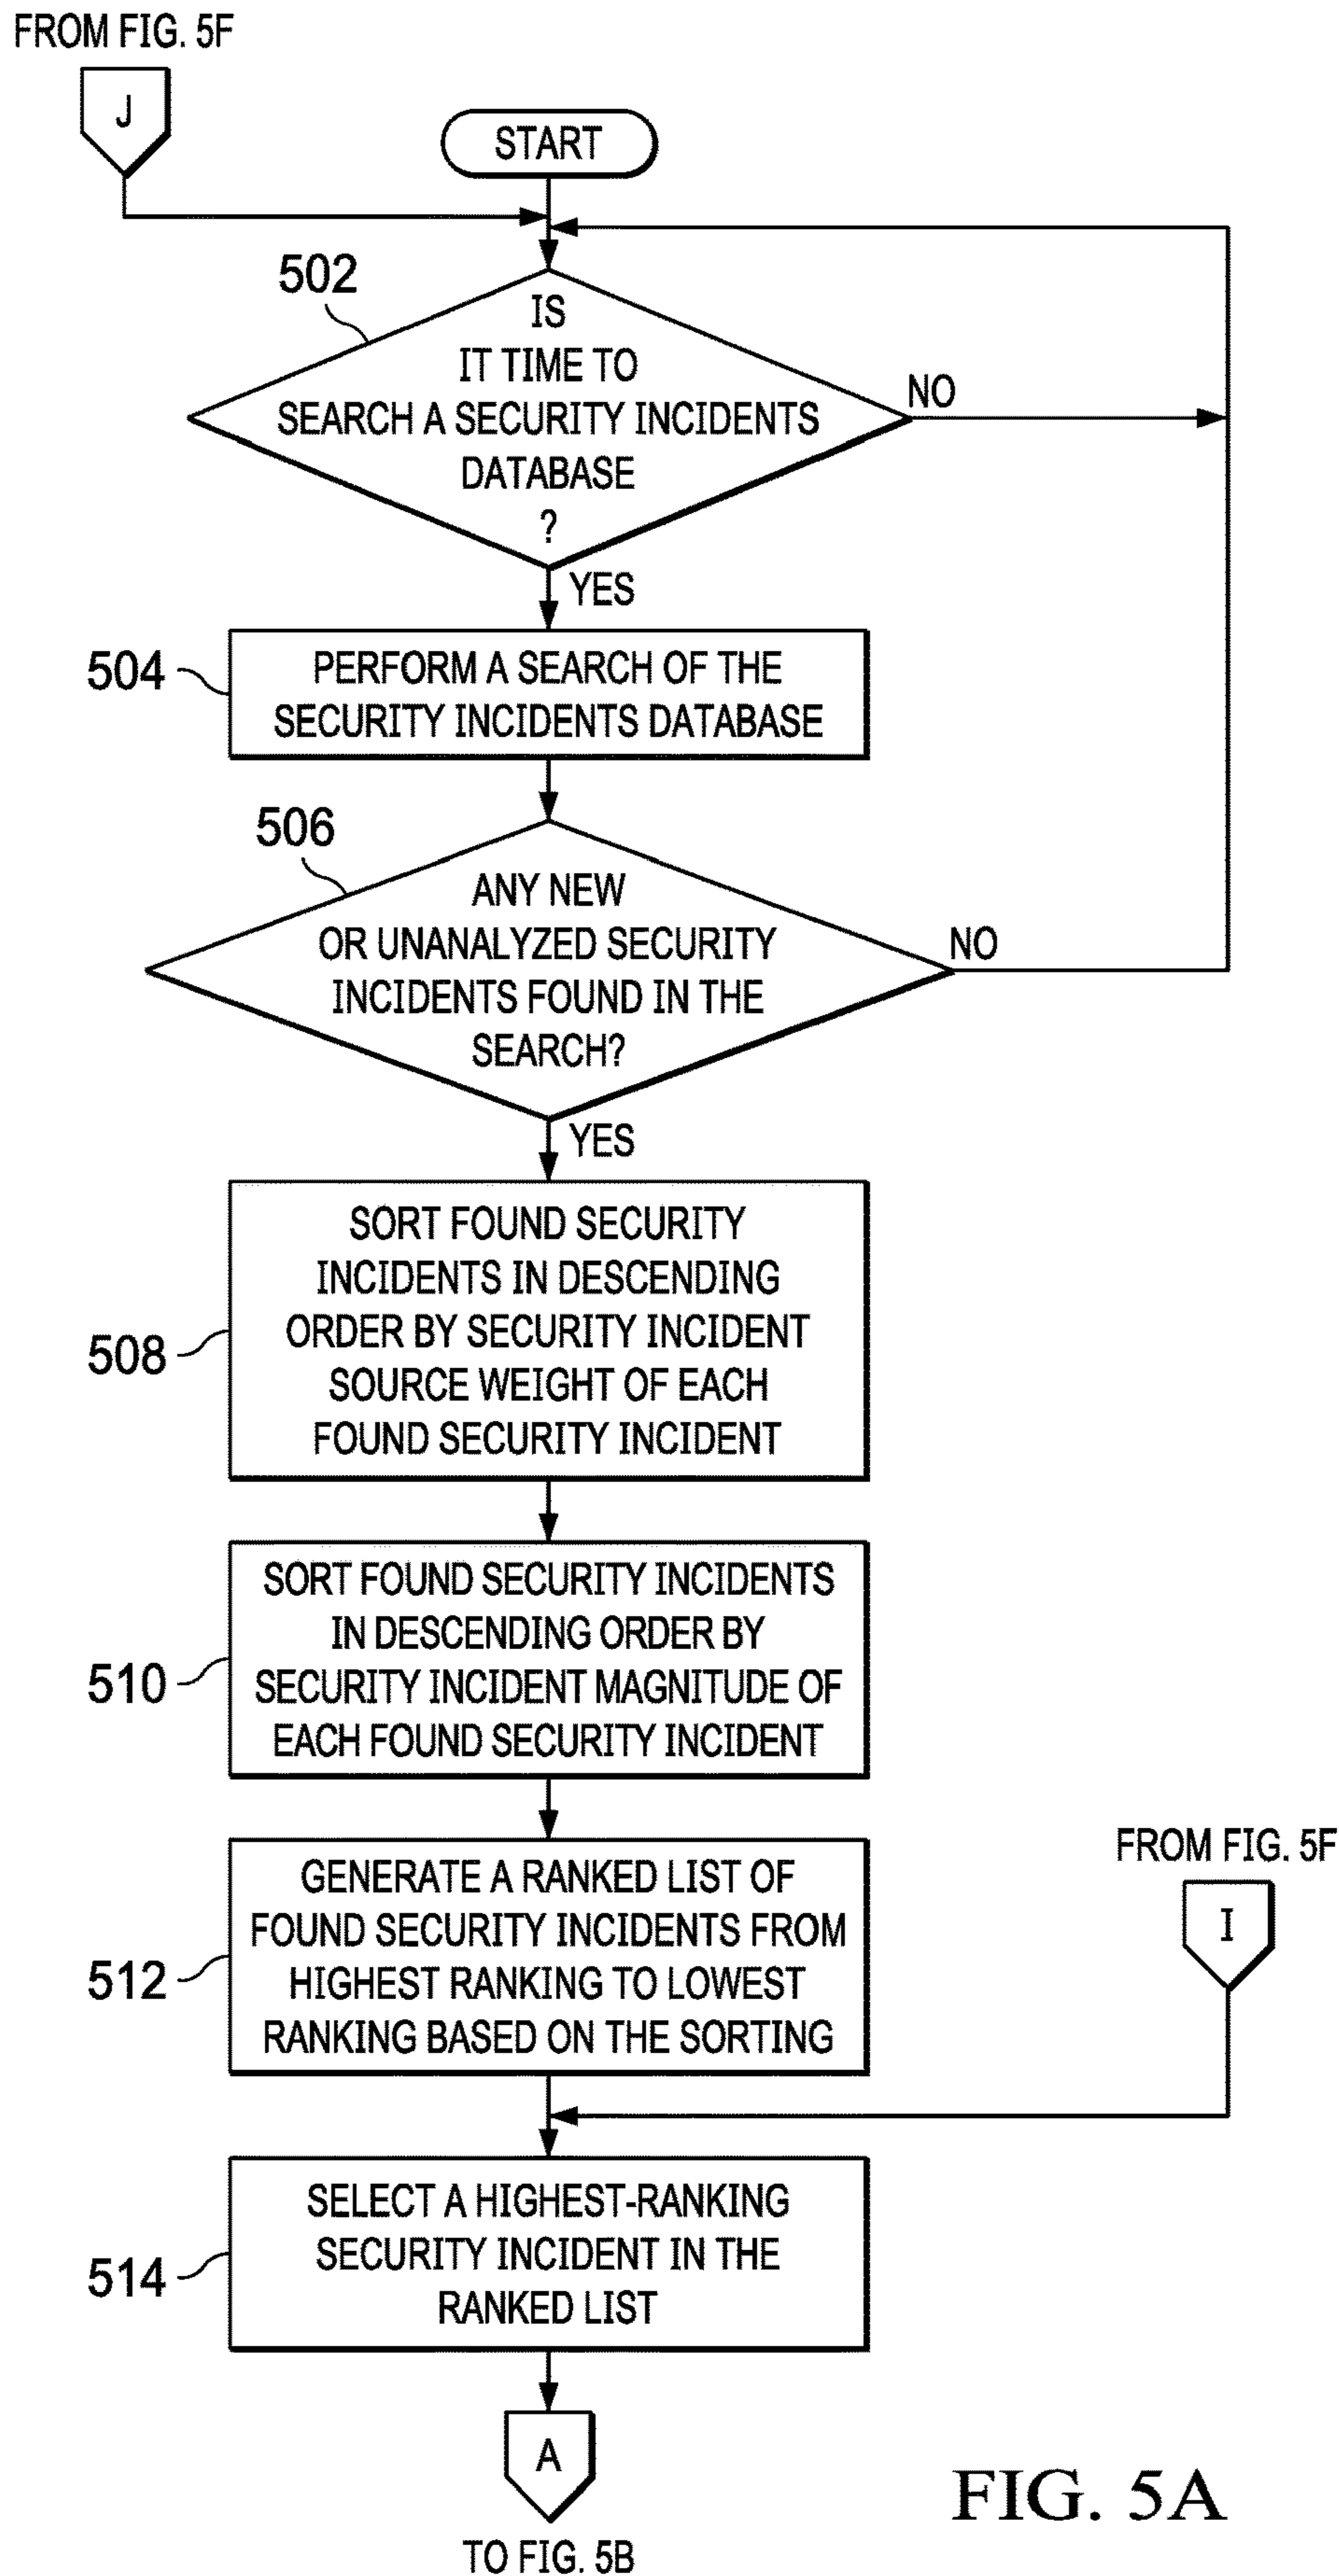 FROM FIG. 5F
J
START
502
IS
IT TIME TO
SEARCH A SECURITY INCIDENTS
DATABASE
?
NO
YES
504
PERFORM A SEARCH OF THE
SECURITY INCIDENTS DATABASE
506
ANY NEW
OR UNANALYZED SECURITY
INCIDENTS FOUND IN THE
SEARCH?
NO
YES
508
SORT FOUND SECURITY
INCIDENTS IN DESCENDING
ORDER BY SECURITY INCIDENT
SOURCE WEIGHT OF EACH
FOUND SECURITY INCIDENT
510
SORT FOUND SECURITY INCIDENTS
IN DESCENDING ORDER BY
SECURITY INCIDENT MAGNITUDE OF
EACH FOUND SECURITY INCIDENT
512
GENERATE A RANKED LIST OF
FOUND SECURITY INCIDENTS FROM
HIGHEST RANKING TO LOWEST
RANKING BASED ON THE SORTING
FROM FIG. 5F
I
514
SELECT A HIGHEST-RANKING
SECURITY INCIDENT IN THE
RANKED LIST
A
TO FIG. 5B
FIG. 5A